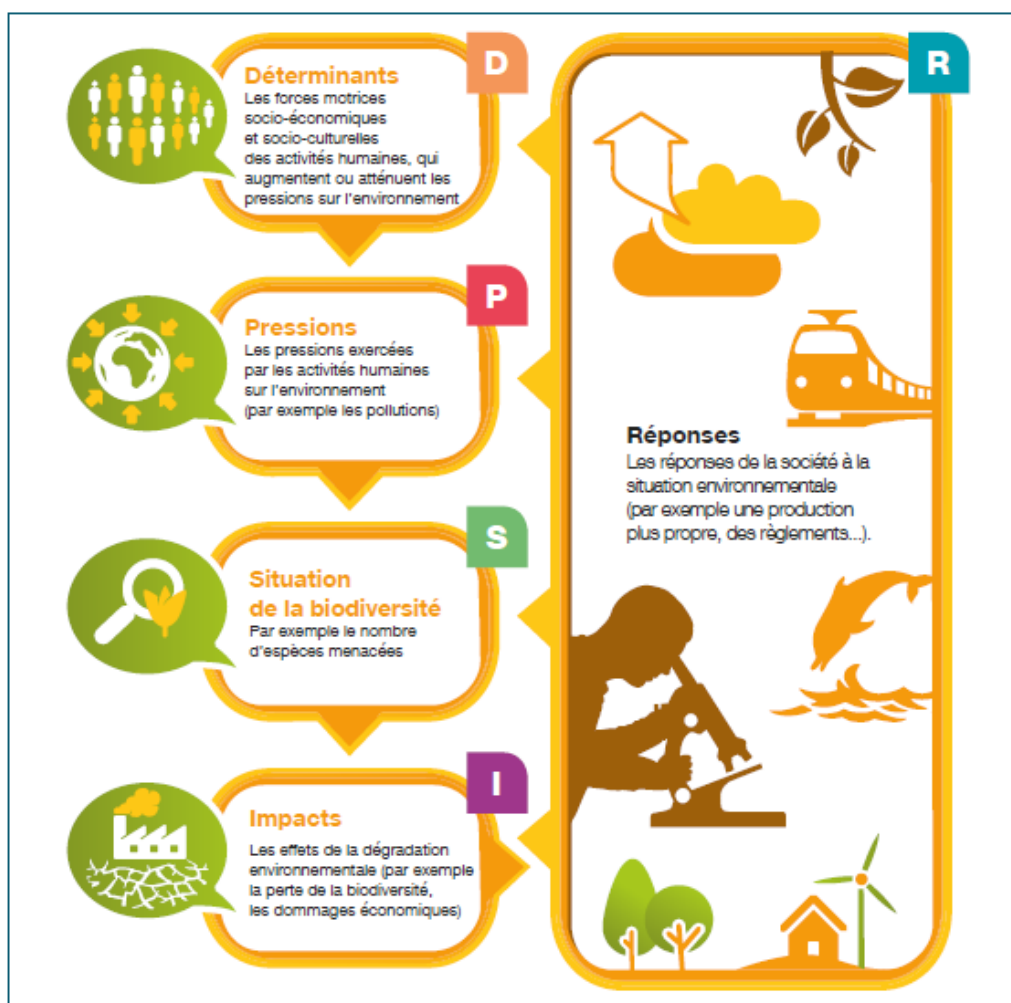 D
Déterminants
Les forces motrices
socio-économiques
et socio-culturelles
des activités humaines, qui
augmentent ou atténuent les
pressions sur l'environnement
P
Pressions
Les pressions exercées
par les activités humaines
sur l'environnement
(par exemple les pollutions)
S
Situation
de la biodiversité
Par exemple le nombre
d'espèces menacées
I
Impacts
Les effets de la dégradation
environnementale (par exemple
la perte de la biodiversité,
les dommages économiques)
R
Réponses
Les réponses de la société à la
situation environnementale
(par exemple une production
plus propre, des règlements...).